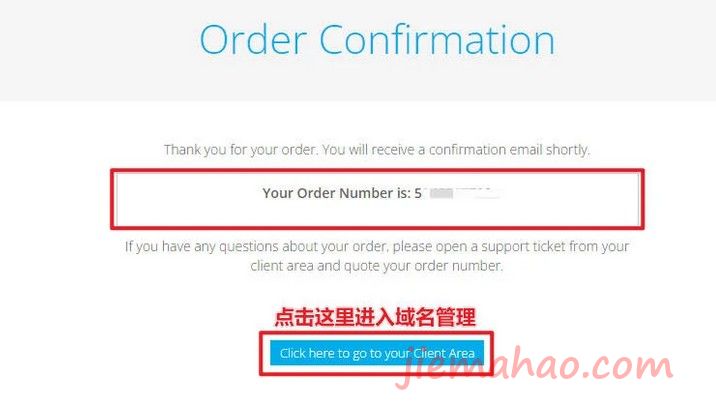 Order Confirmation
Thank you for your order. You will receive a confirmation email shortly.
Your Order Number is: 5
If you have any questions about your order, please open a support ticket from your
client area and quote your order number.
点击这里进入域名管理
Click here to go to your Client Area
jiemahao.com